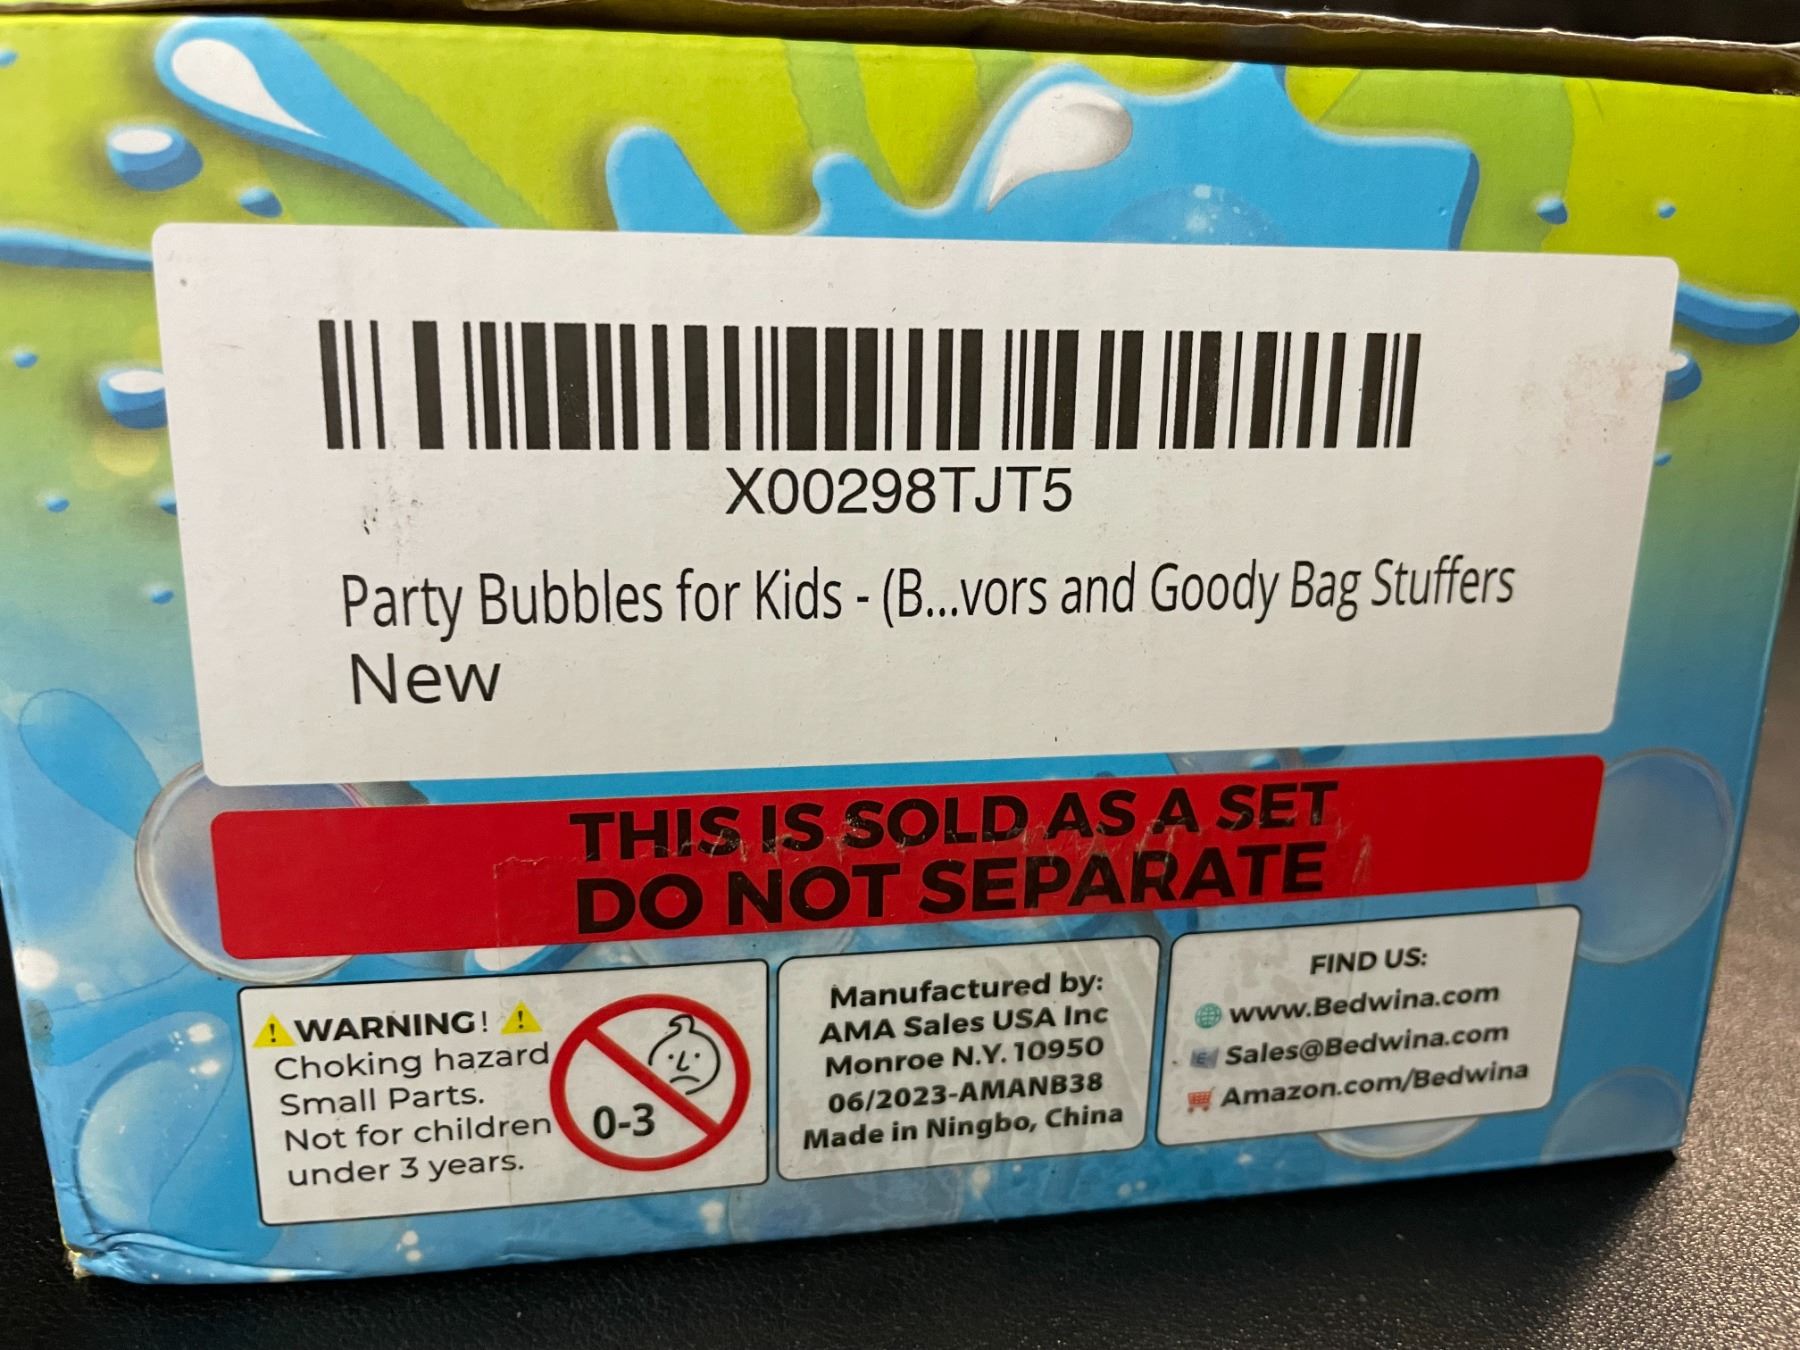 X00298TJT5
Party Bubbles for Kids - (B...vors and Goody Bag Stuffers
New
THIS IS SOLD AS A SET
DO NOT SEPARATE
WARNING!
Choking hazard
Small Parts.
Not for children
under 3 years.
0-3
Manufactured by:
AMA Sales USA Inc
Monroe N.Y. 10950
06/2023-AMANB38
Made in Ningbo, China
FIND US:
www.Bedwina.com
Sales@Bedwina.com
Amazon.com/Bedwina